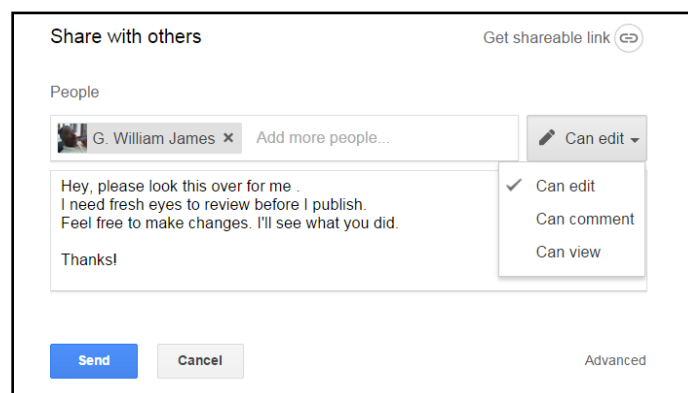 Share with others
Get shareable link
People
G. William James × Add more people...
Can edit
Hey, please look this over for me .
I need fresh eyes to review before I publish.
Feel free to make changes. I'll see what you did.
Thanks!
Can edit
Can comment
Can view
Send
Cancel
Advanced